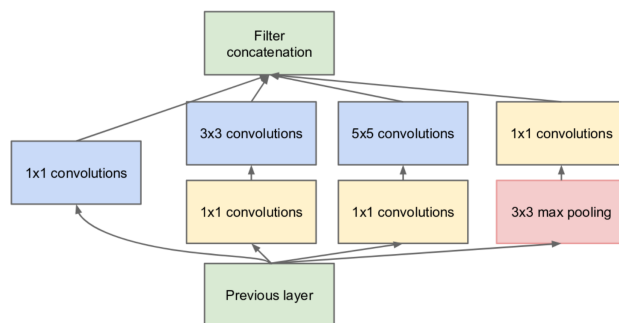 Filter
concatenation
3x3 convolutions
5x5 convolutions
1x1 convolutions
1x1 convolutions
1x1 convolutions
1x1 convolutions
3x3 max pooling
Previous layer